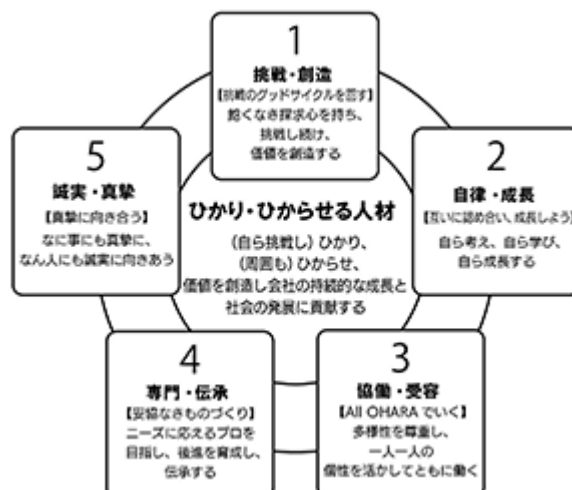 1
挑戦・創造
【挑戦のグッドサイクルを回す】
飽くなき探求心を持ち、
挑戦し続け、
価値を創造する
2
自律・成長
【互いに認め合い、成長しよう】
自ら考え、自ら学び、
自ら成長する
3
協働・受容
【All OHARAでいく】
多様性を尊重し、
一人一人の
個性を活かしてともに働く
4
専門・伝承
【妥協なきものづくり】
ニーズに応えるプロを
目指し、後進を育成し、
伝承する
5
誠実・真摯
【真摯に向き合う】
なに事にも真摯に、
なん人にも誠実に向きあう
ひかり・ひからせる人材
(自ら挑戦し)ひかり、
(周囲も)ひからせ、
価値を創造し会社の持続的な成長と
社会の発展に貢献する